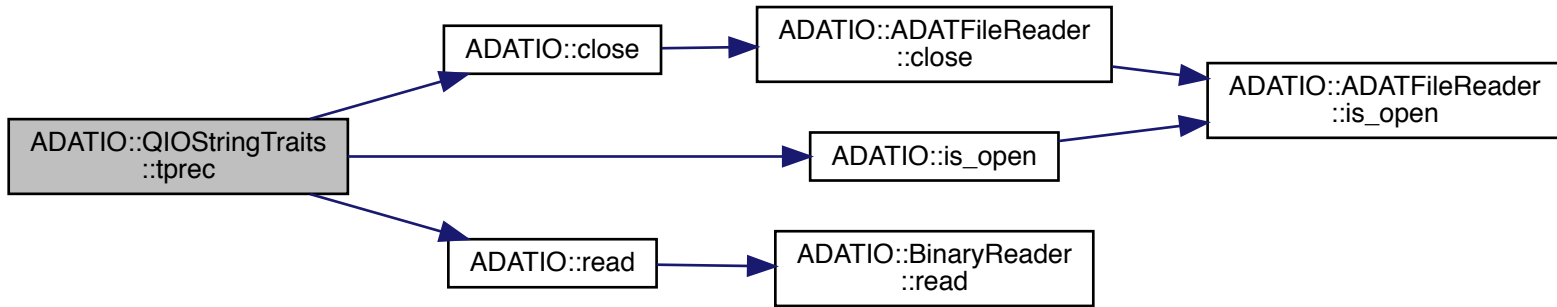 ADATIO::QIOStringTraits
::tprec
ADATIO::close
ADATIO::ADATFileReader
::close
ADATIO::ADATFileReader
::is_open
ADATIO::is_open
ADATIO::read
ADATIO::BinaryReader
::read